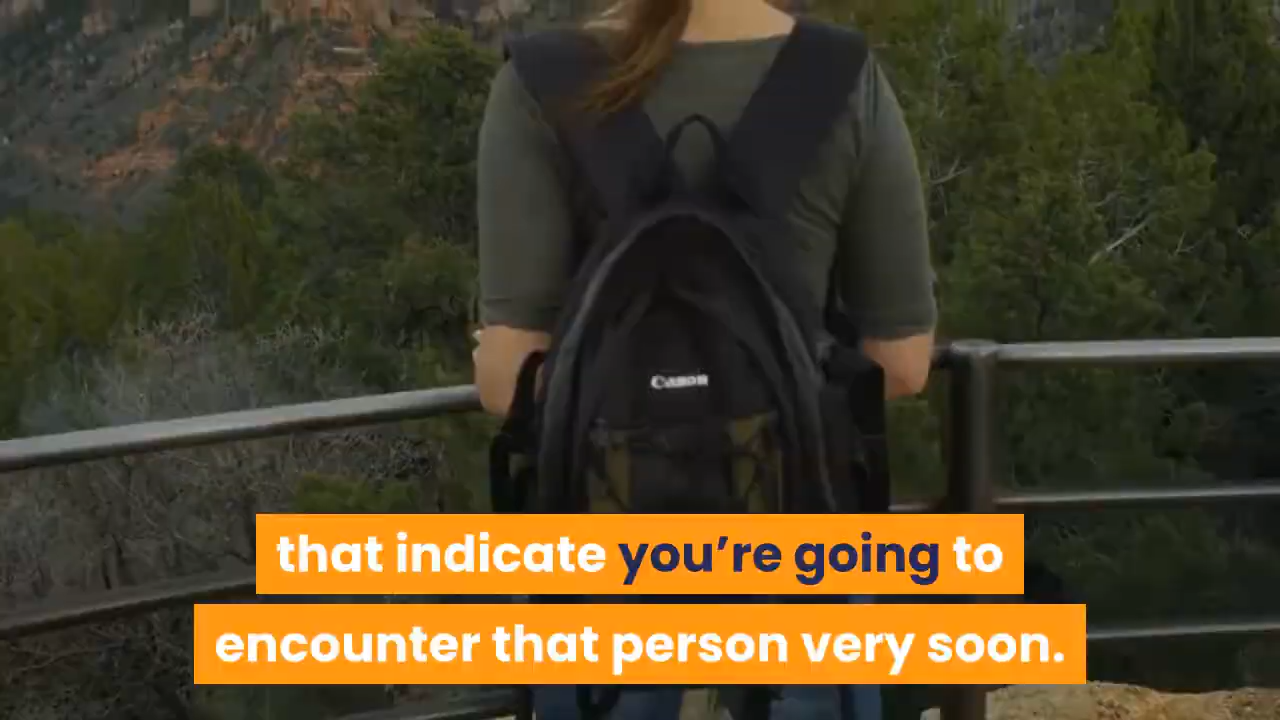 Canon
that indicate you’re going to
encounter that person very soon.